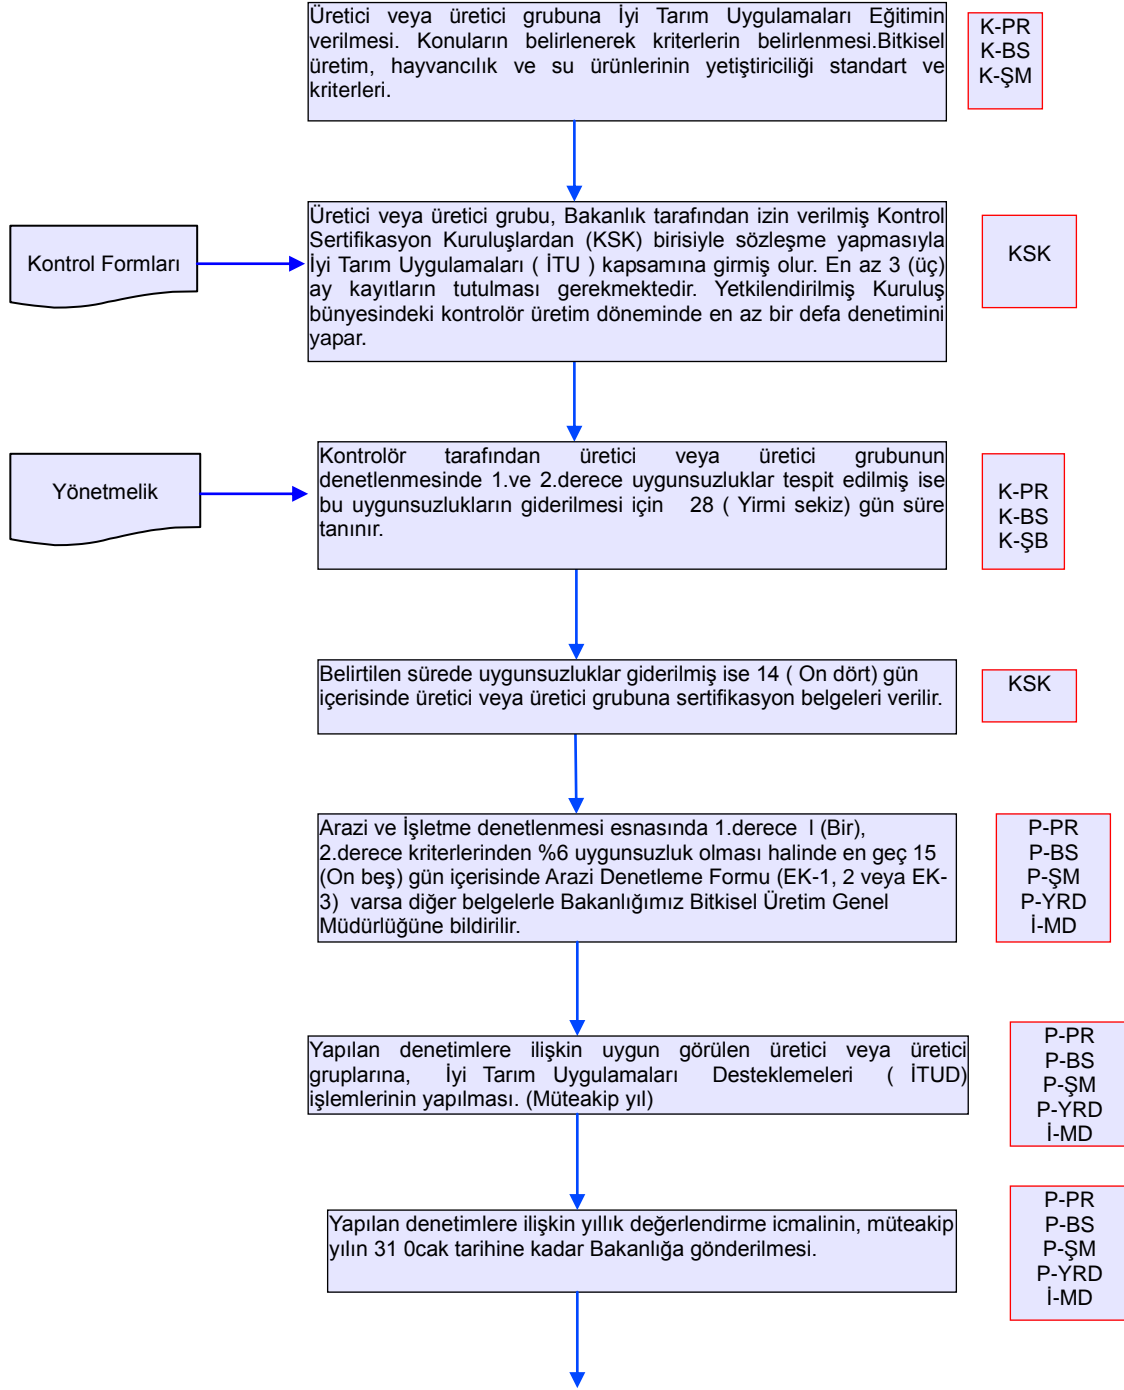 Üretici veya üretici grubuna İyi Tarım Uygulamaları Eğitimin
verilmesi. Konuların belirlenerek kriterlerin belirlenmesi.Bitkisel
üretim, hayvancılık ve su ürünlerinin yetiştiriciliği standart ve
kriterleri.
K-PR
K-BS
K-ŞM
Kontrol Formları
Üretici veya üretici grubu, Bakanlık tarafından izin verilmiş Kontrol
Sertifikasyon Kuruluşlardan (KSK) birisiyle sözleşme yapmasıyla
İyi Tarım Uygulamaları ( İTU ) kapsamına girmiş olur. En az 3 (üç)
ay kayıtların tutulması gerekmektedir. Yetkilendirilmiş Kuruluş
bünyesindeki kontrolör üretim döneminde en az bir defa denetimini
yapar.
KSK
Yönetmelik
Kontrolör tarafından üretici veya üretici grubunun
denetlenmesinde 1.ve 2.derece uygunsuzluklar tespit edilmiş ise
bu uygunsuzlukların giderilmesi için 28 ( Yirmi sekiz) gün süre
tanınır.
K-PR
K-BS
K-ŞB
Belirtilen sürede uygunsuzluklar giderilmiş ise 14 ( On dört) gün
içerisinde üretici veya üretici grubuna sertifikasyon belgeleri verilir.
KSK
Arazi ve İşletme denetlenmesi esnasında 1.derece l (Bir),
2.derece kriterlerinden %6 uygunsuzluk olması halinde en geç 15
(On beş) gün içerisinde Arazi Denetleme Formu (EK-1, 2 veya EK-
3) varsa diğer belgelerle Bakanlığımız Bitkisel Üretim Genel
Müdürlüğüne bildirilir.
P-PR
P-BS
P-ŞM
P-YRD
İ-MD
Yapılan denetimlere ilişkin uygun görülen üretici veya üretici
gruplarına, İyi Tarım Uygulamaları Desteklemeleri ( İTUD)
işlemlerinin yapılması. (Müteakip yıl)
P-PR
P-BS
P-ŞM
P-YRD
İ-MD
Yapılan denetimlere ilişkin yıllık değerlendirme icmalinin, müteakip
yılın 31 0cak tarihine kadar Bakanlığa gönderilmesi.
P-PR
P-BS
P-ŞM
P-YRD
İ-MD